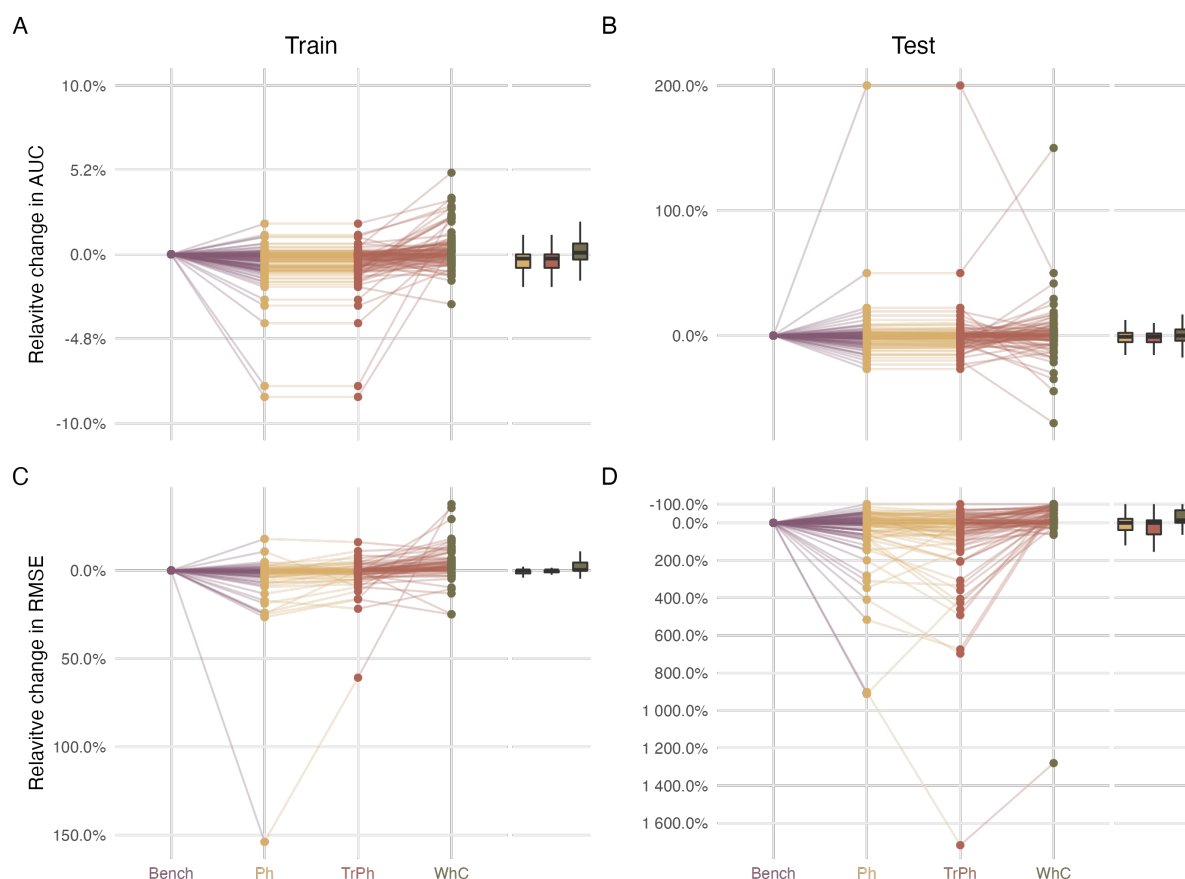 A
Train
Relavitve change in AUC
10.0%
5.2%
0.0%
-4.8%
-10.0%
B
Test
200.0%
100.0%
0.0%
C
Relavitve change in RMSE
0.0%
50.0%
100.0%
150.0%
Bench Ph TrPh WhC
D
-100.0%
0.0%
200.0%
400.0%
600.0%
800.0%
1 000.0%
1 200.0%
1 400.0%
1 600.0%
Bench Ph TrPh WhC